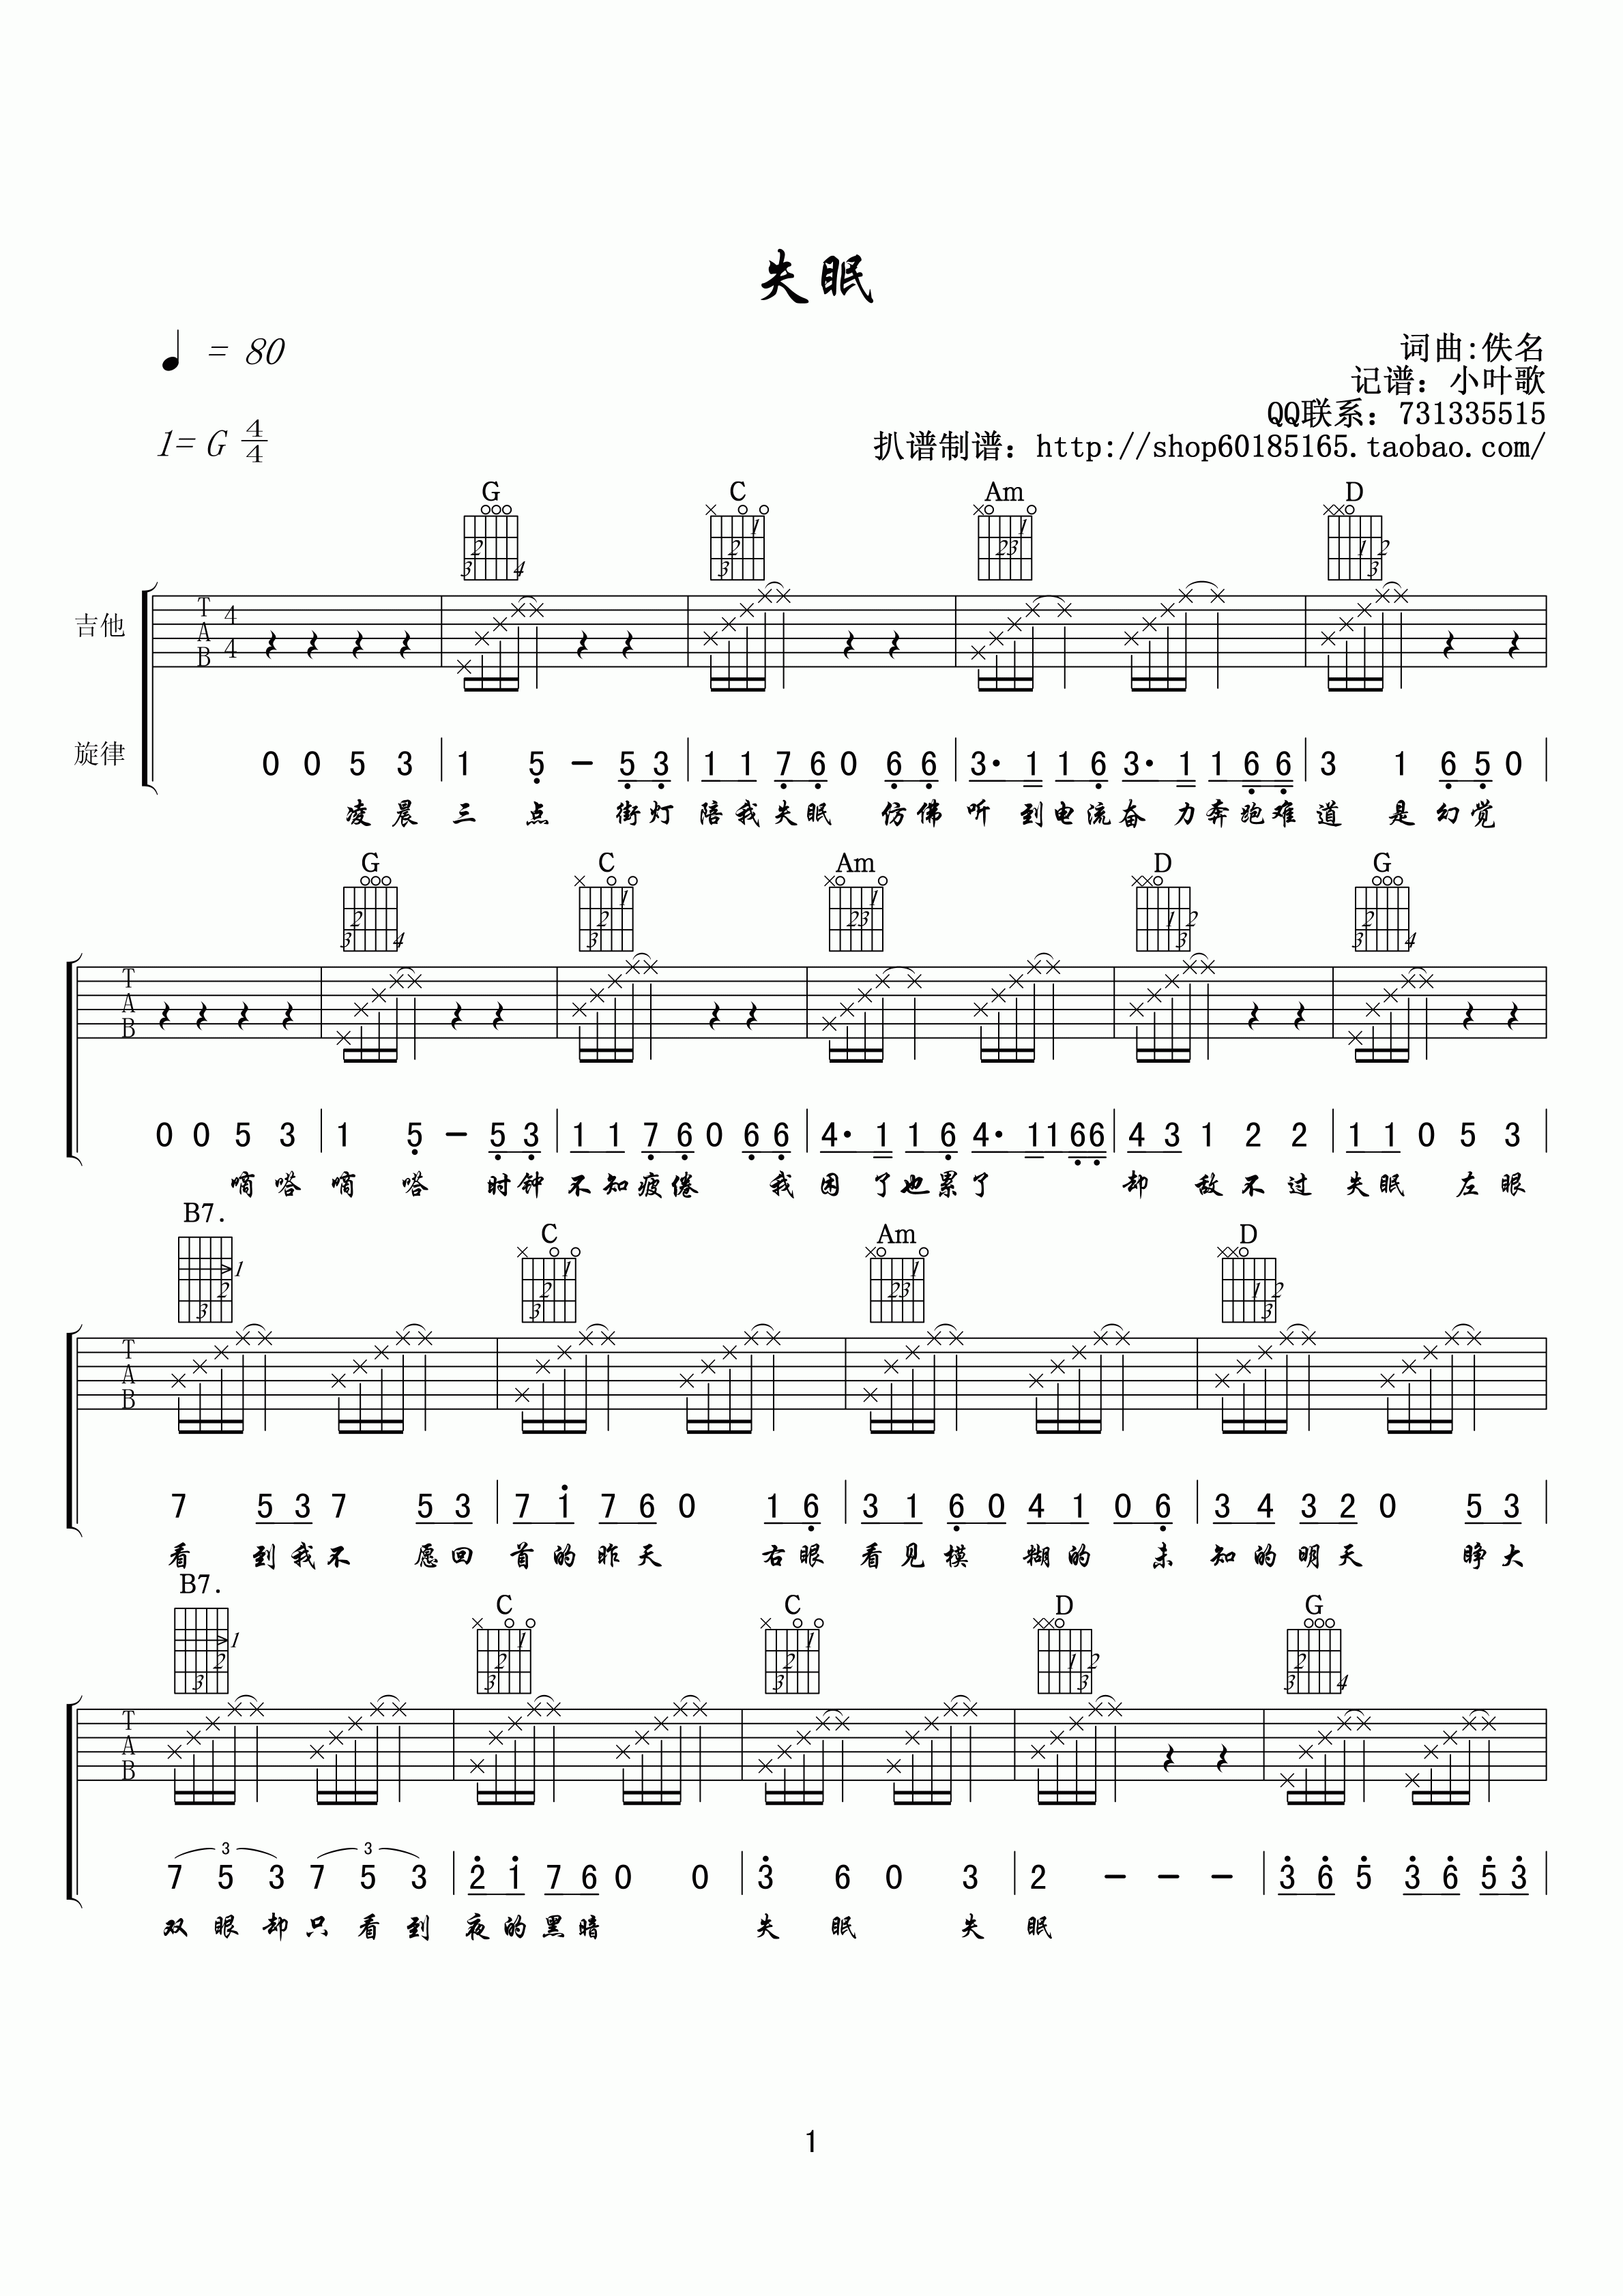 失眠
♩ = 80
词曲:佚名
记谱：小叶歌
QQ联系：731335515
1= G 4/4
扒谱制谱：http://shop60185165.taobao.com/
G C Am D
吉他 T A B 4 4
旋律 0 0 5 3 | 1 5 - 5 3 | 1 1 7 6 0 6 6 | 3· 1 1 6 3· 1 1 6 6 | 3 1 6 5 0 |
凌晨三点 街灯陪我失眠 仿佛听到电流奋力奔跑难道是幻觉
G C Am D G
T A B
0 0 5 3 | 1 5 - 5 3 | 1 1 7 6 0 6 6 | 4· 1 1 6 4· 1 1 6 6 | 4 3 1 2 2 | 1 1 0 5 3 |
嘀嗒嘀嗒 时钟不知疲倦 我困了也累了 却敌不过失眠 左眼
B7. C Am D
T A B
7 5 3 7 5 3 | 7 1 7 6 0 1 6 | 3 1 6 0 4 1 0 6 | 3 4 3 2 0 5 3 |
看到我不愿回首的昨天 右眼看见模糊的未知的明天 睁大
B7. C C D G
T A B
3 3
7 5 3 7 5 3 | 2 1 7 6 0 0 | 3 6 0 3 | 2 - - - | 3 6 5 3 6 5 3 |
双眼却只看到夜的黑暗 失眠 失眠
1